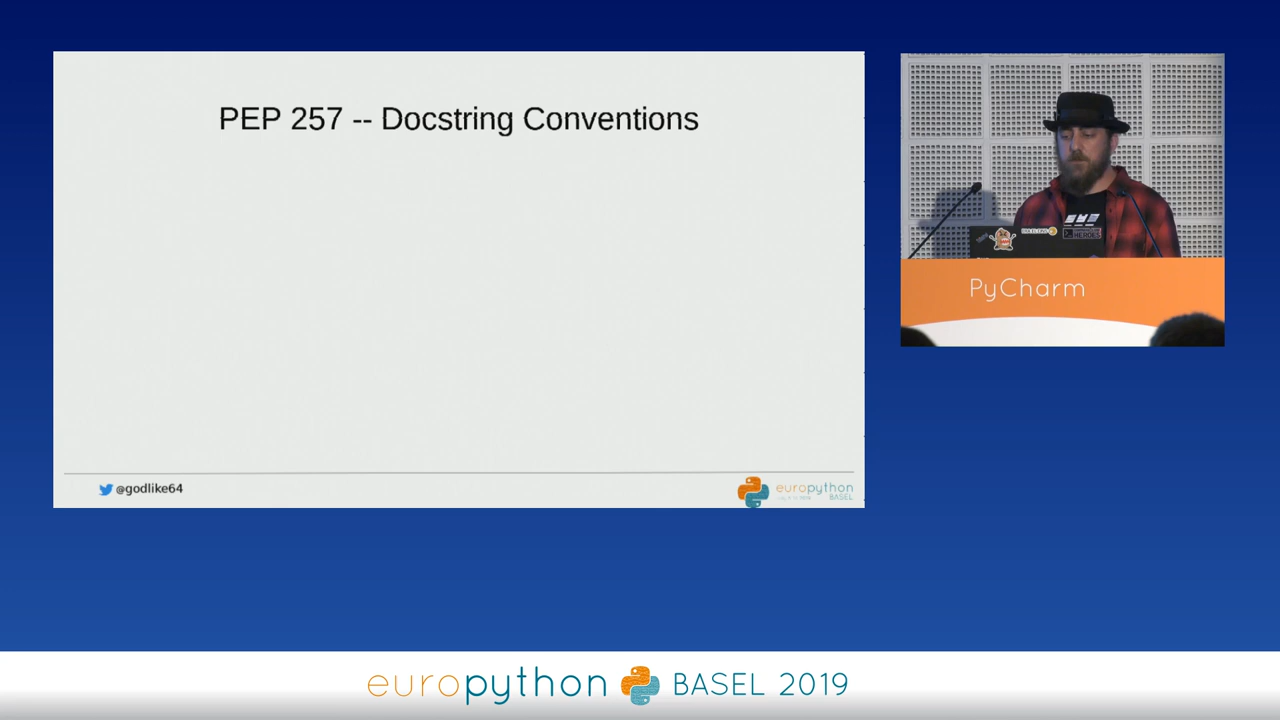 PEP 257 -- Docstring Conventions
@godlike64
europython
BASEL
PyCharm
europython BASEL 2019